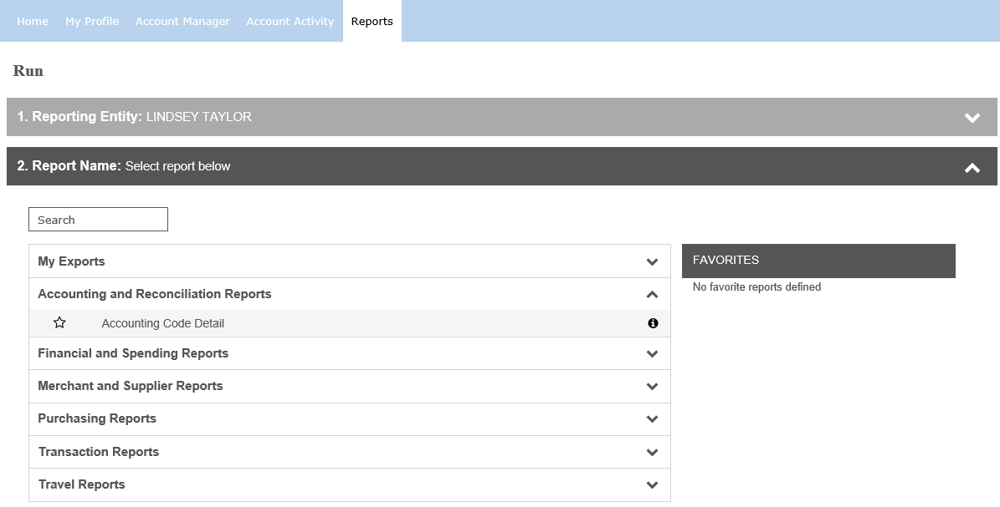 Home My Profile Account Manager Account Activity Reports
Run
1. Reporting Entity: LINDSEY TAYLOR
2. Report Name: Select report below
Search
My Exports
Accounting and Reconciliation Reports
Accounting Code Detail
Financial and Spending Reports
Merchant and Supplier Reports
Purchasing Reports
Transaction Reports
Travel Reports
FAVORITES
No favorite reports defined